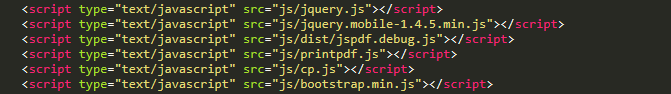 <script type="text/javascript" src="js/jquery.js"></script>
<script type="text/javascript" src="js/jquery.mobile-1.4.5.min.js"></script>
<script type="text/javascript" src="js/dist/jspdf.debug.js"></script>
<script type="text/javascript" src="js/printpdf.js"></script>
<script type="text/javascript" src="js/cp.js"></script>
<script type="text/javascript" src="js/bootstrap.min.js"></script>